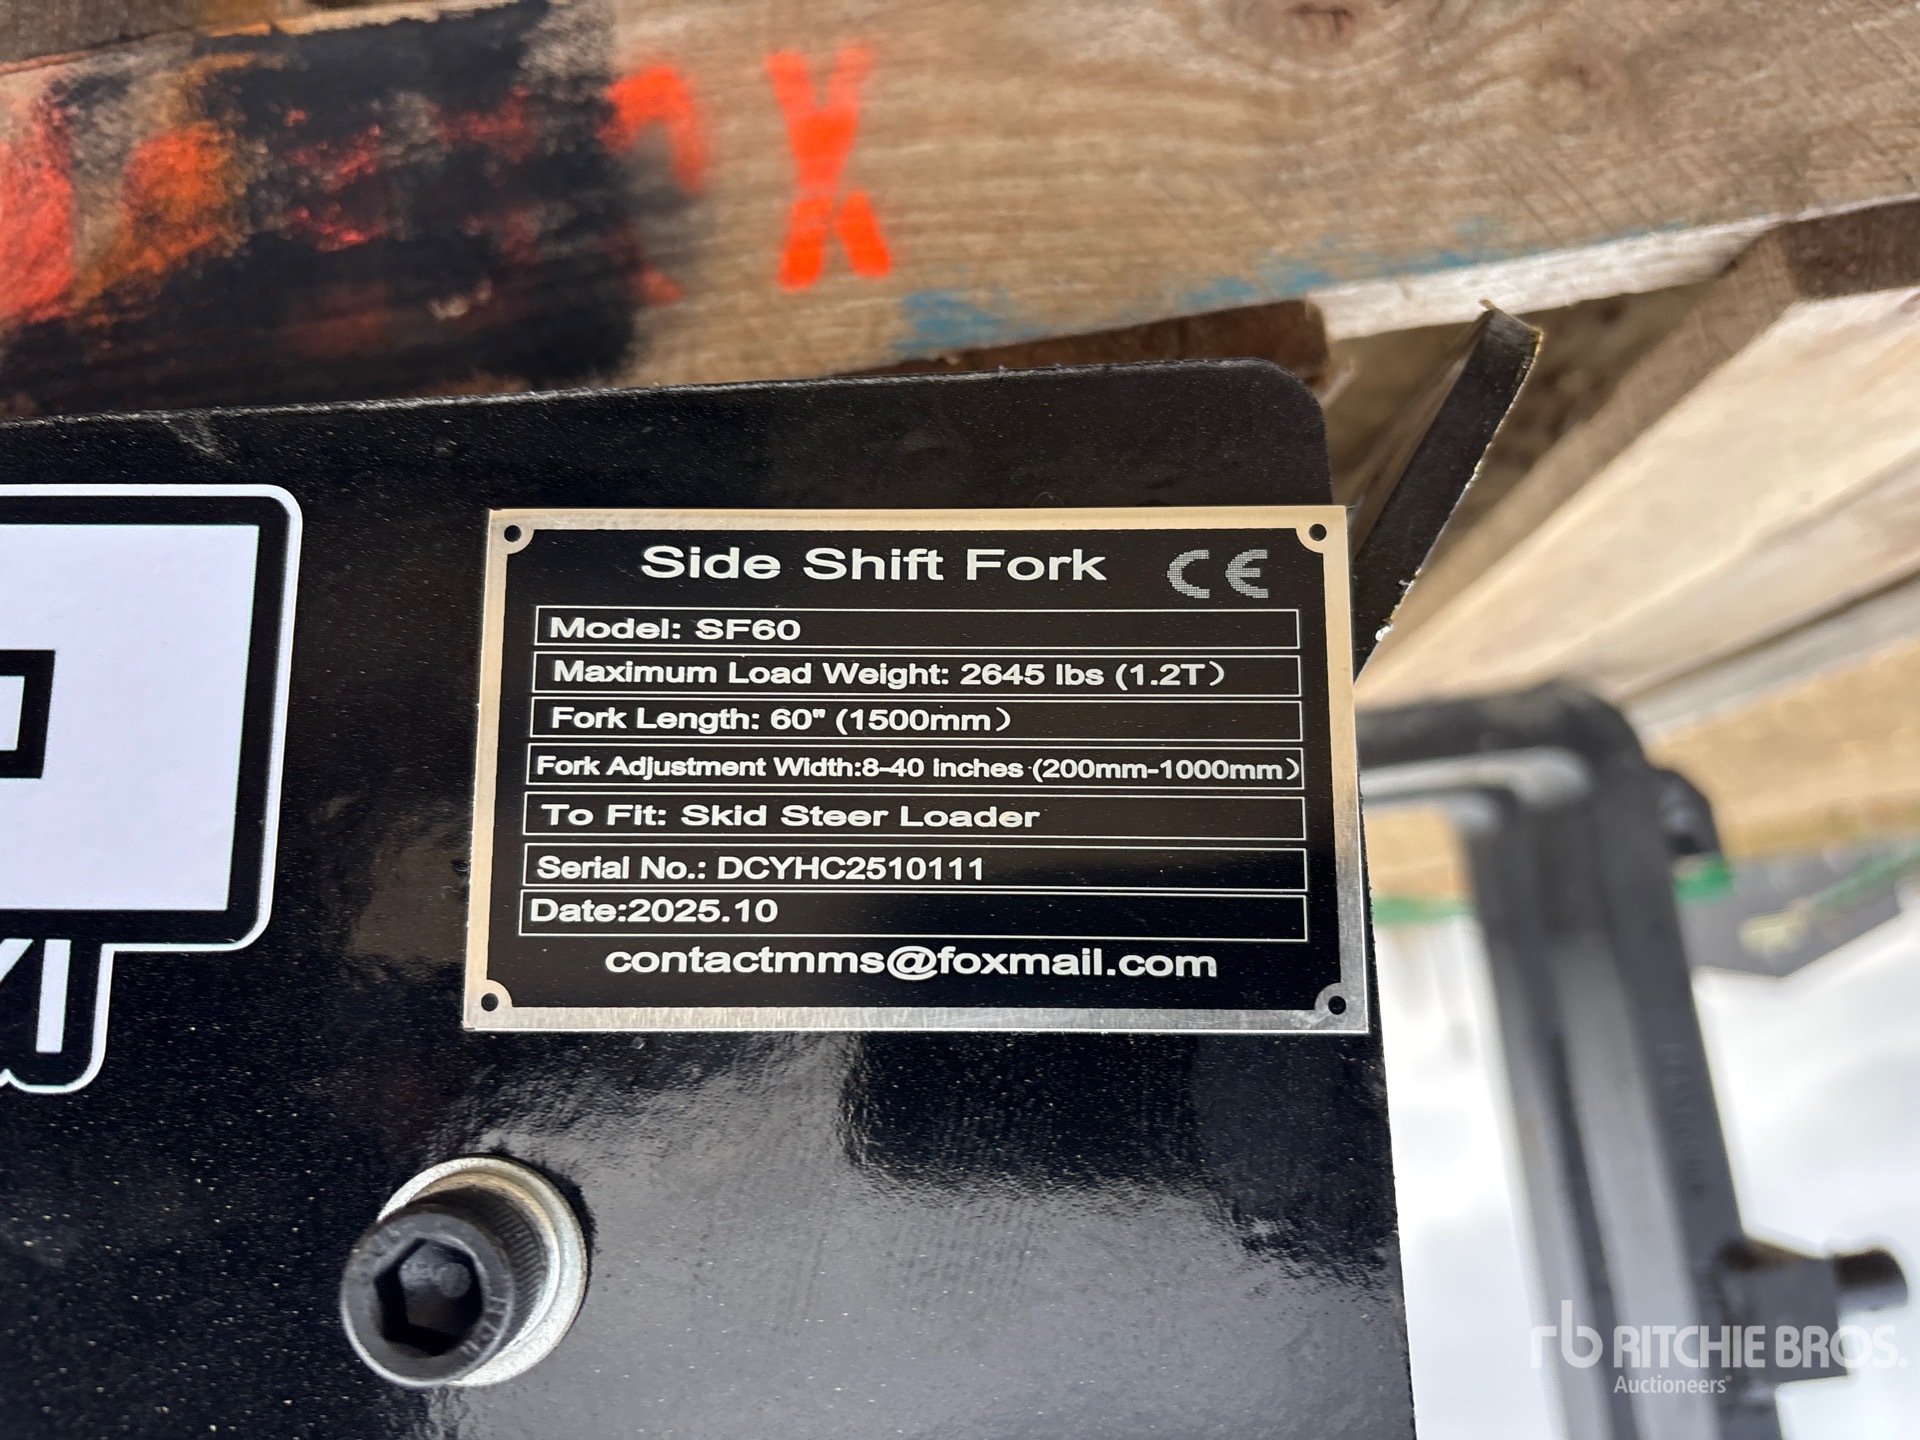 X
Side Shift Fork CE
Model: SF60
Maximum Load Weight: 2645 lbs (1.2T)
Fork Length: 60" (1500mm)
Fork Adjustment Width:8-40 inches (200mm-1000mm)
To Fit: Skid Steer Loader
Serial No.: DCYHC2510111
Date:2025.10
contactmms@foxmail.com
rb RITCHIE BROS.
Auctioneers